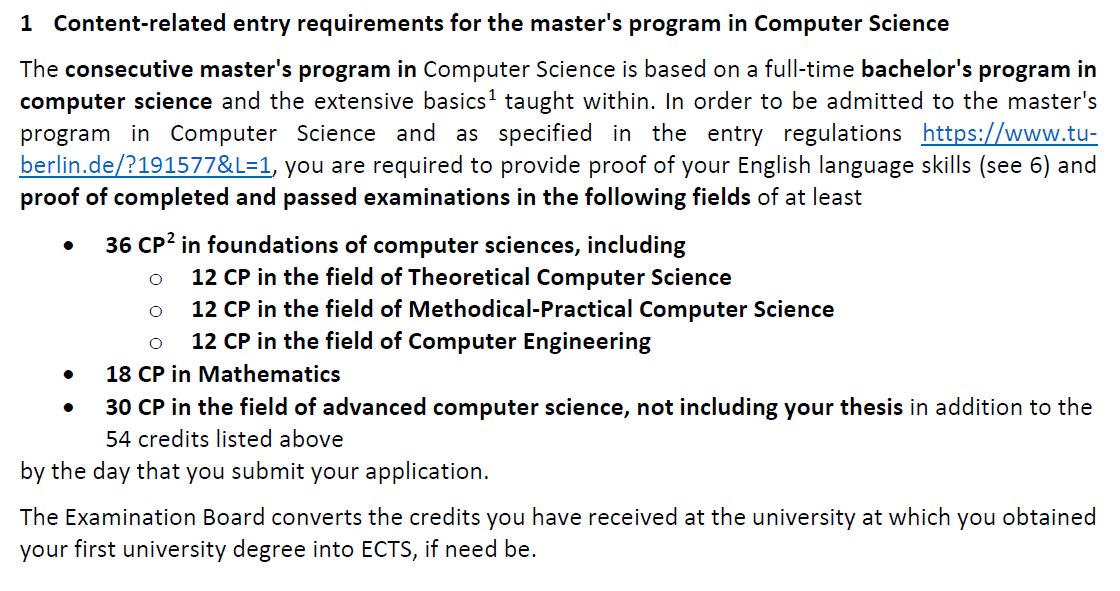 1 Content-related entry requirements for the master's program in Computer Science
The consecutive master's program in Computer Science is based on a full-time bachelor's program in
computer science and the extensive basics¹ taught within. In order to be admitted to the master's
program in Computer Science and as specified in the entry regulations https://www.tu-
berlin.de/?191577&L=1, you are required to provide proof of your English language skills (see 6) and
proof of completed and passed examinations in the following fields of at least
• 36 CP² in foundations of computer sciences, including
o 12 CP in the field of Theoretical Computer Science
o 12 CP in the field of Methodical-Practical Computer Science
o 12 CP in the field of Computer Engineering
• 18 CP in Mathematics
• 30 CP in the field of advanced computer science, not including your thesis in addition to the
54 credits listed above
by the day that you submit your application.
The Examination Board converts the credits you have received at the university at which you obtained
your first university degree into ECTS, if need be.